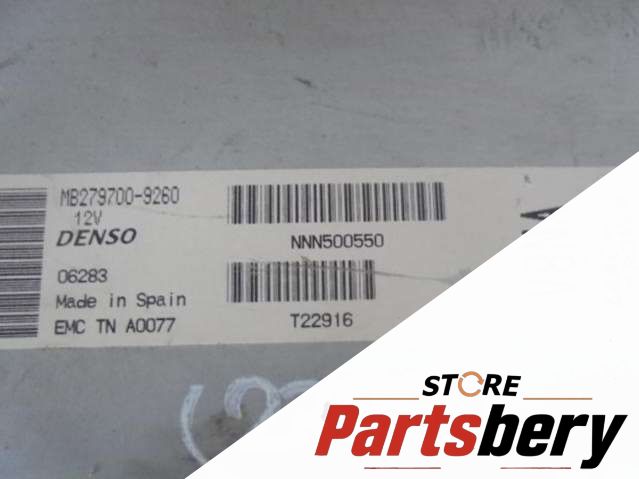 MB279700-9260
12V
DENSO
06283
Made in Spain
EMC TN A0077
NNN500550
T22916
STORE
Partsbery